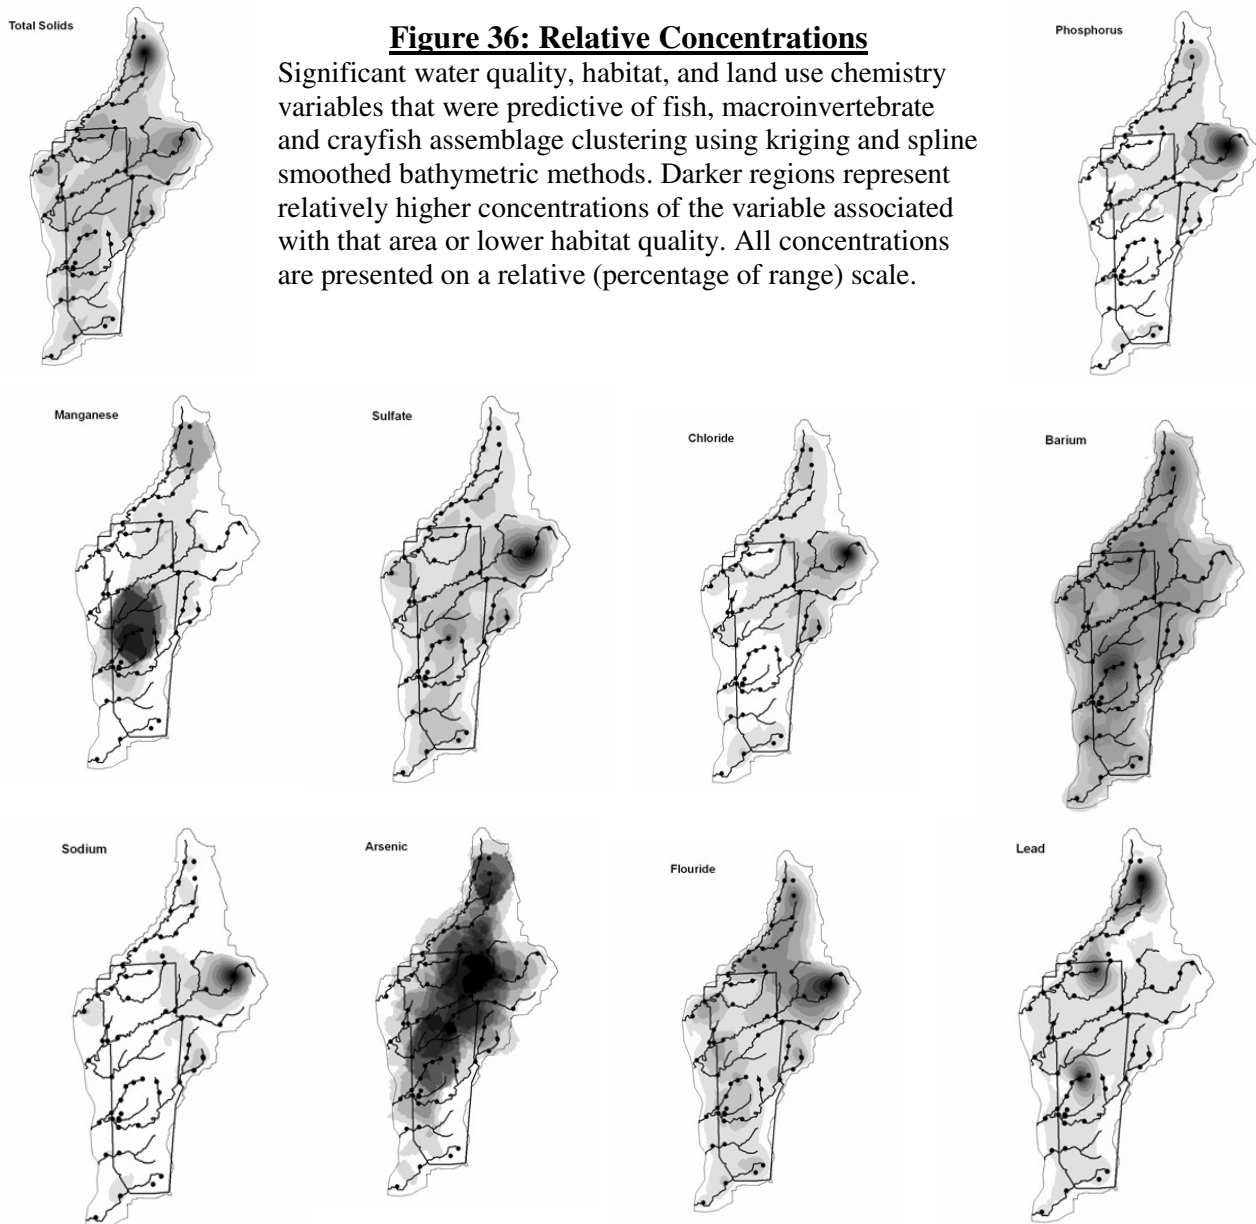 Total Solids
Figure 36: Relative Concentrations
Significant water quality, habitat, and land use chemistry
variables that were predictive of fish, macroinvertebrate
and crayfish assemblage clustering using kriging and spline
smoothed bathymetric methods. Darker regions represent
relatively higher concentrations of the variable associated
with that area or lower habitat quality. All concentrations
are presented on a relative (percentage of range) scale.
Phosphorus
Manganese
Sulfate
Chloride
Barium
Sodium
Arsenic
Flouride
Lead